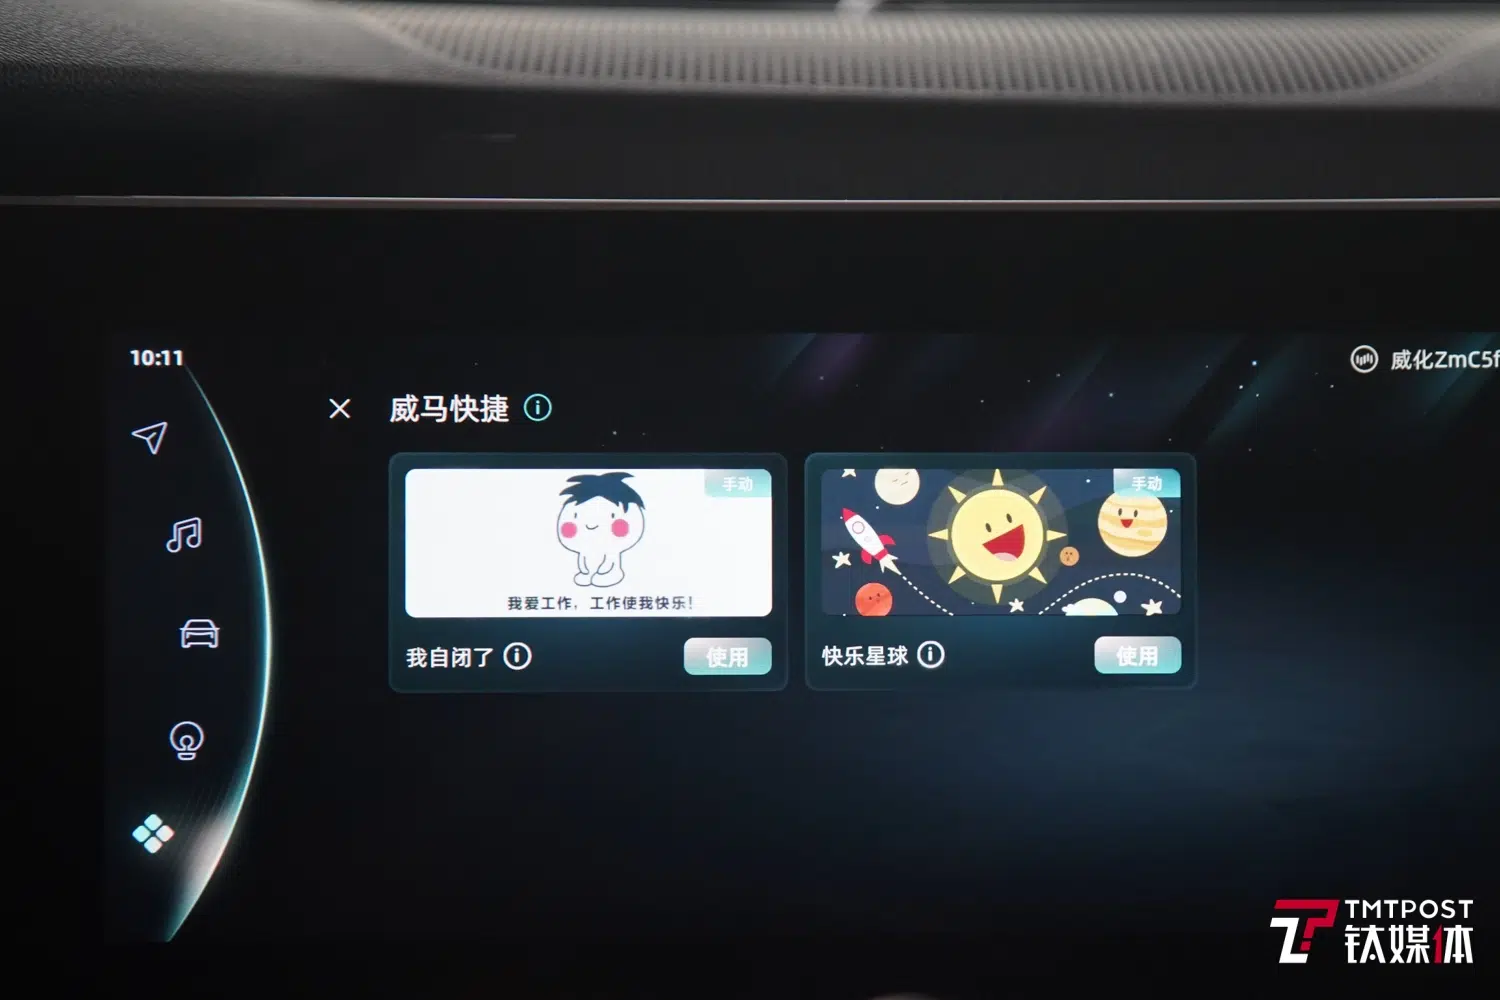 10:11
威化ZmC5f
威马快捷
手动
我爱工作，工作使我快乐！
我自闭了
使用
手动
快乐星球
使用
TMTPOST
钛媒体